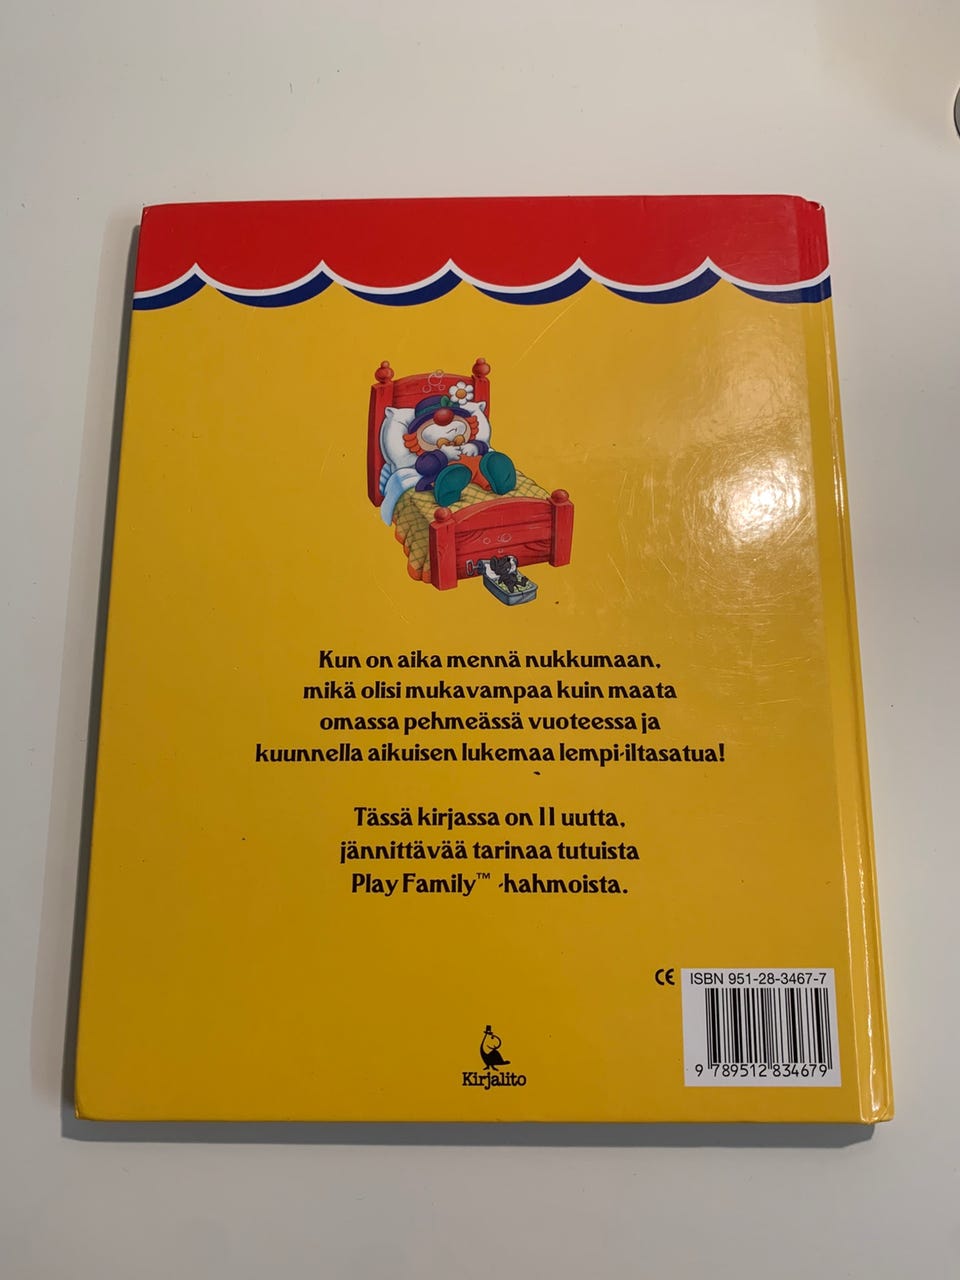 Kun on aika mennä nukkumaan,
mikä olisi mukavampaa kuin maata
omassa pehmeässä vuoteessa ja
kuunnella aikuisen lukemaa lempi-iltasatua!
Tässä kirjassa on 11 uutta,
jännittävää tarinaa tutuista
Play Family™ -hahmoista.
CE
ISBN 951-28-3467-7
9 789512 834679
Kirjalito